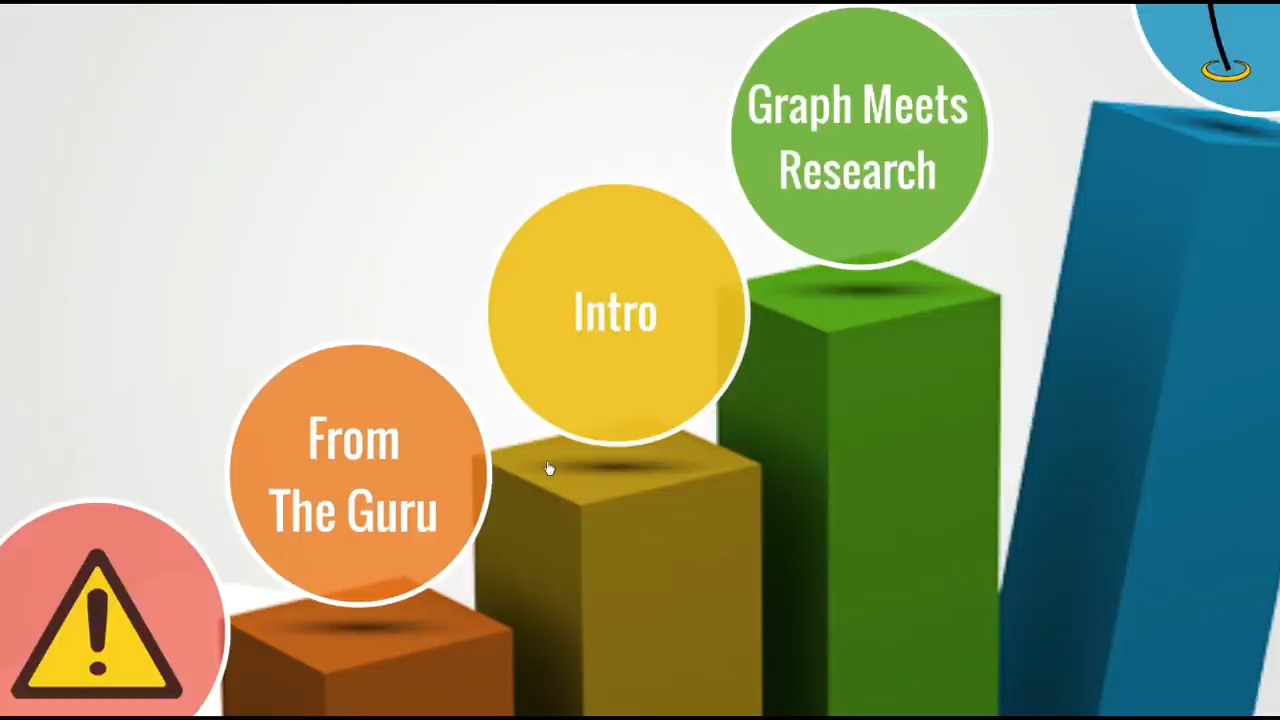 Graph Meets
Research
Intro
From
The Guru